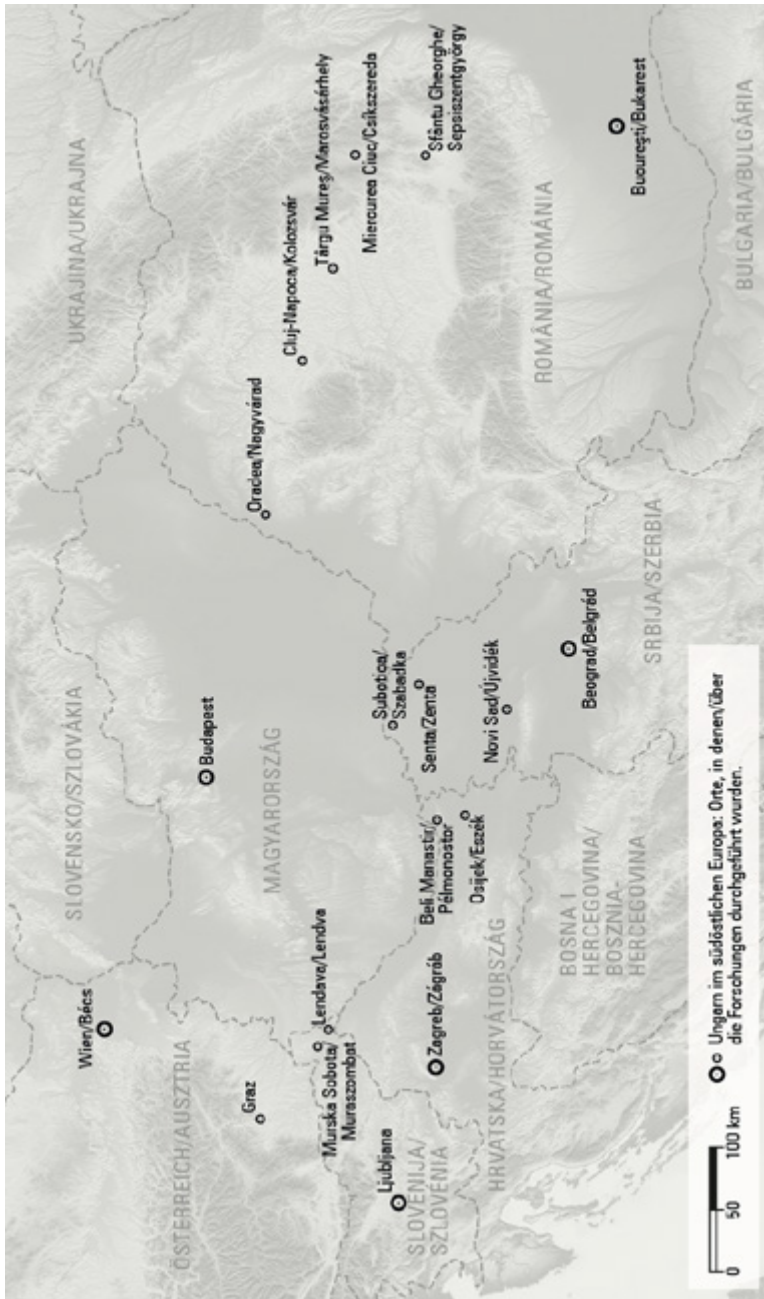 UKRAJINA/UKRAJNA
SLOVENSKO/SZLOVÁKIA
Wien/Bécs
ÖSTERREICH/AUSZTRIA
Budapest
Graz
MAGYARORSZÁG
Oradea/Nagyvárad
Cluj-Napoca/Kolozsvár
Târgu Mureş/Marosvásárhely
Miercurea Ciuc/Csíkszereda
Sfântu Gheorghe/
Sepsiszentgyörgy
Murska Sobota/
Muraszombat
Lendava/Lendva
Ljubljana
SLOVENIJA/
SZLOVÉNIA
Zagreb/Zágráb
Subotica/
Szabadka
Senta/Zenta
Beli Manastir/
Pélmonostor
Osijek/Eszék
Novi Sad/Újvidék
HRVATSKA/HORVÁTORSZÁG
ROMÂNIA/ROMÁNIA
Beograd/Belgrád
Bucureşti/Bukarest
BOSNA I
HERCEGOVINA/
BOSZNIA-
HERCEGOVINA
SRBIJA/SZERBIA
BULGARIA/BULGÁRIA
0 50 100 km
Ungarn im südöstlichen Europa: Orte, in denen/über
die Forschungen durchgeführt wurden.